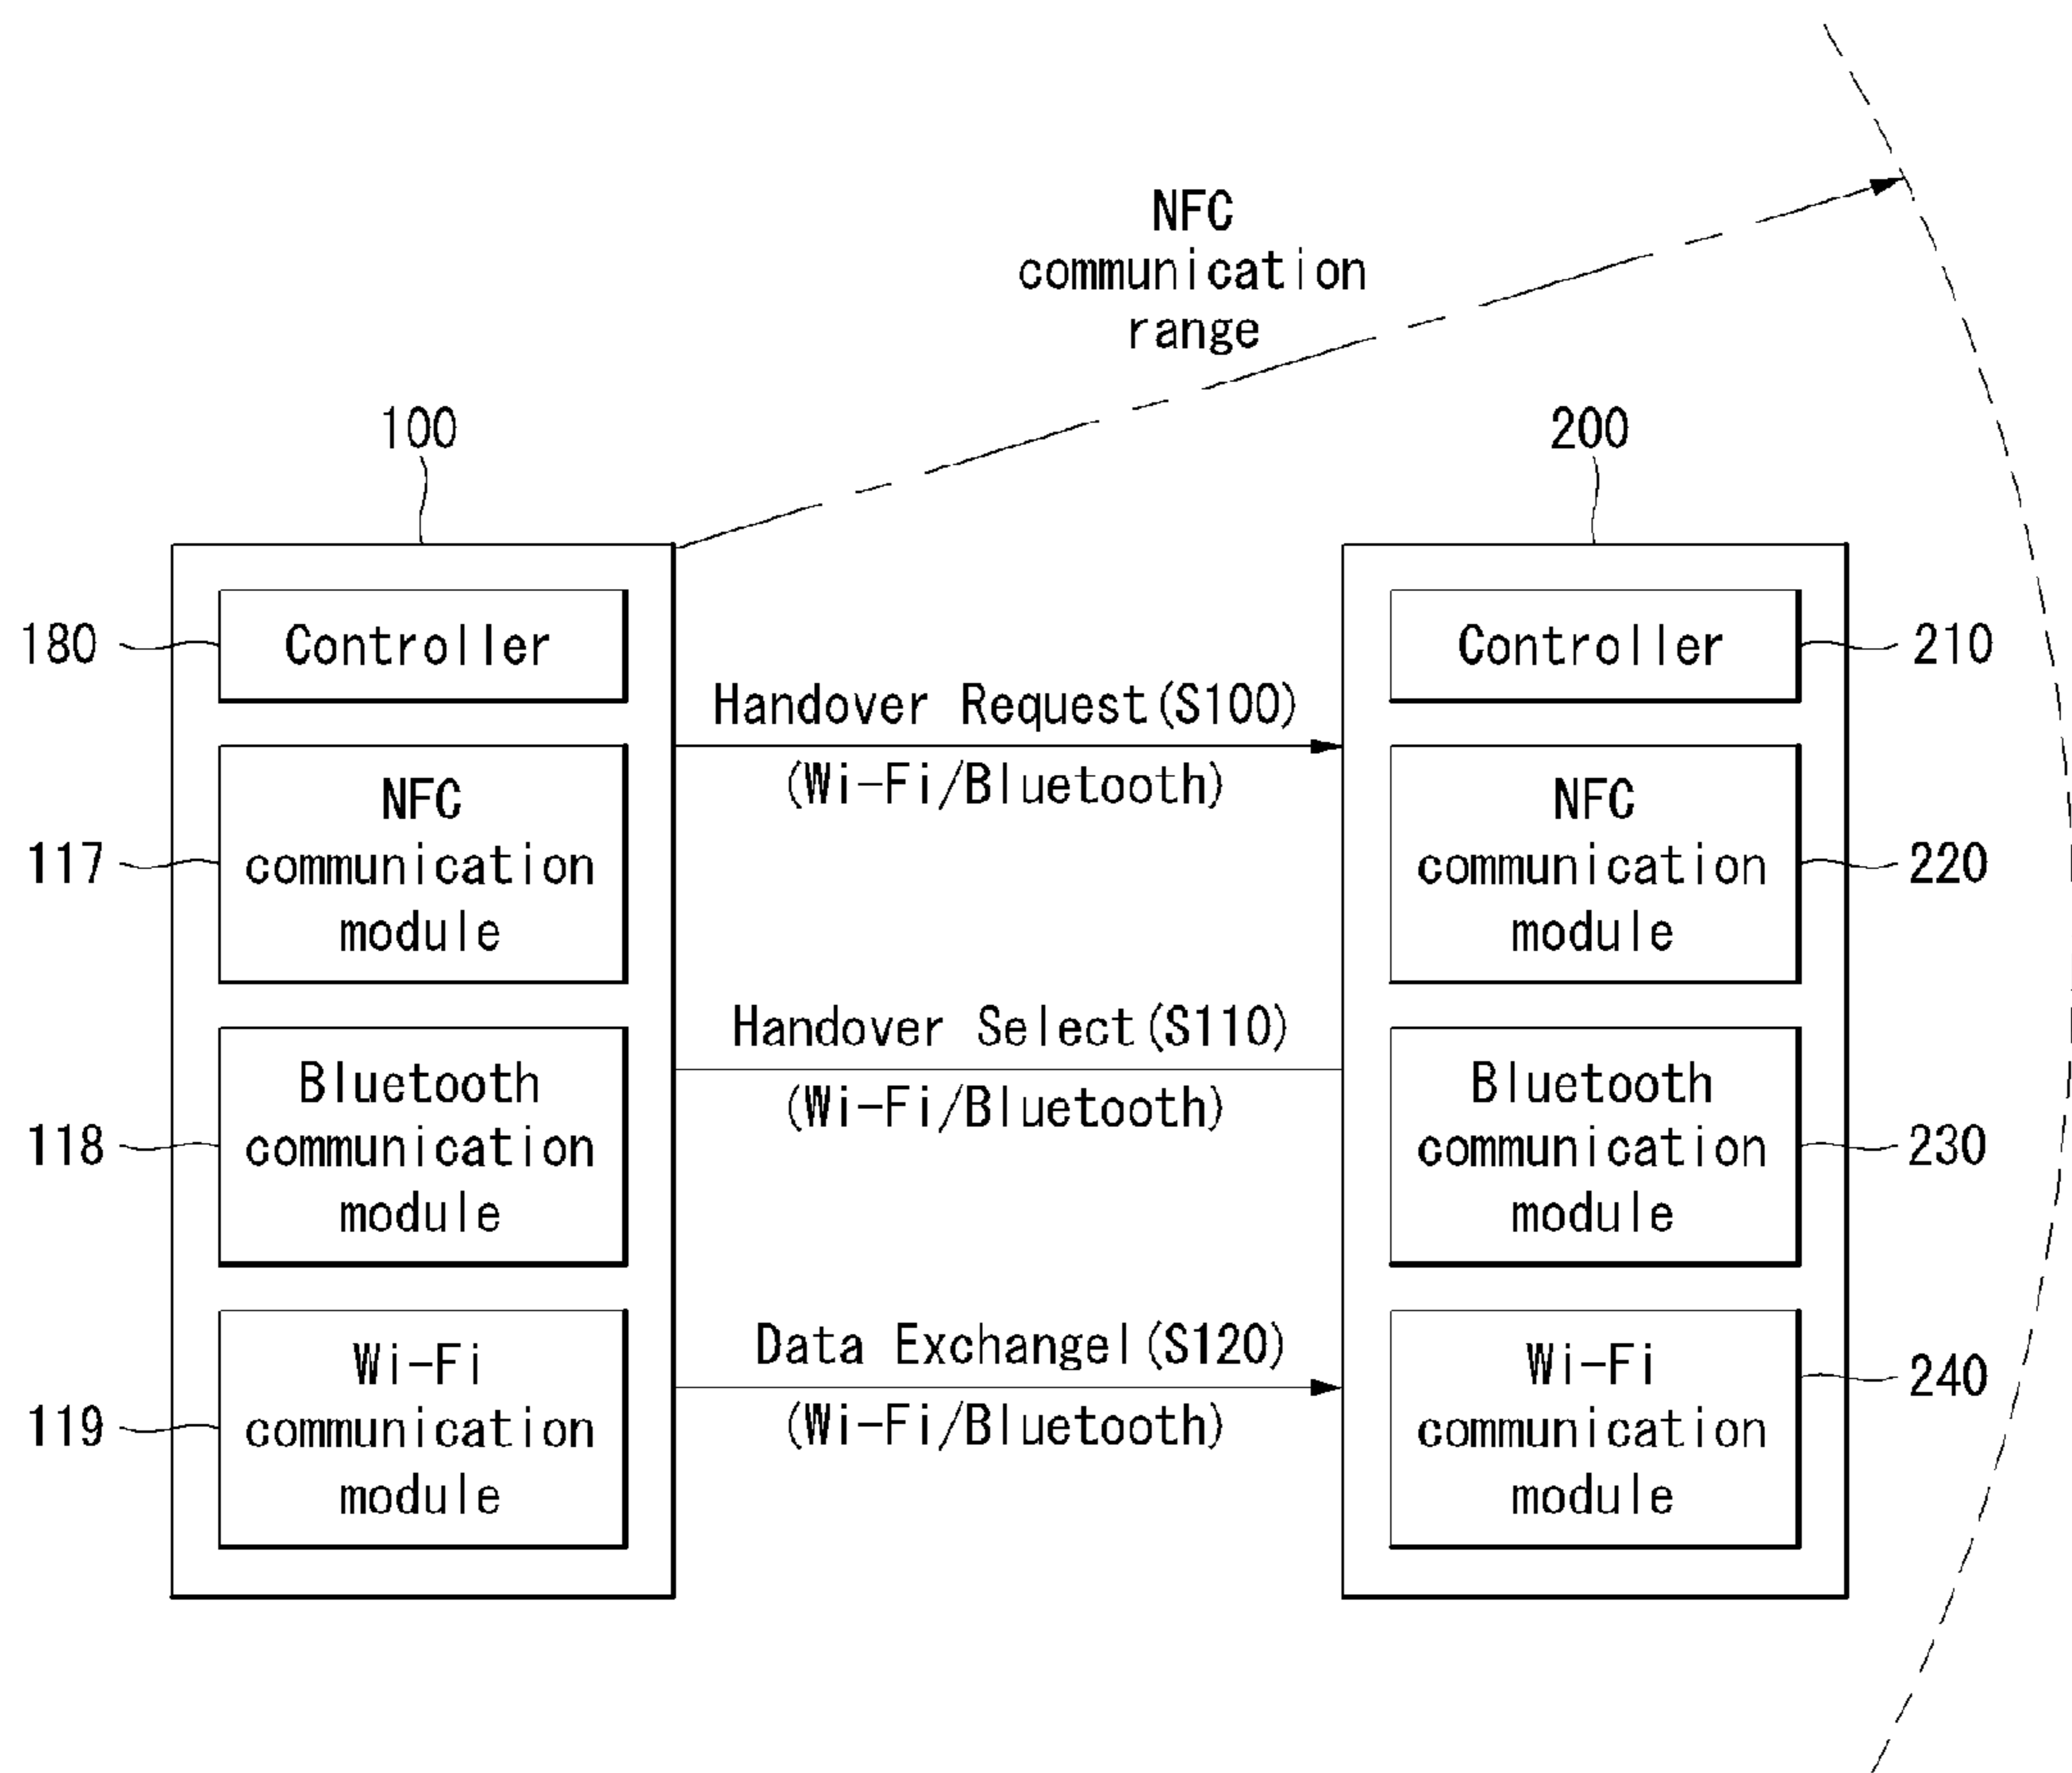 NFC
communication
range
100
200
180
Controller
Controller
210
Handover Request(S100)
(Wi-Fi/Bluetooth)
117
NFC
communication
module
NFC
communication
module
220
Handover Select(S110)
(Wi-Fi/Bluetooth)
118
Bluetooth
communication
module
Bluetooth
communication
module
230
Data Exchangel(S120)
(Wi-Fi/Bluetooth)
119
Wi-Fi
communication
module
Wi-Fi
communication
module
240